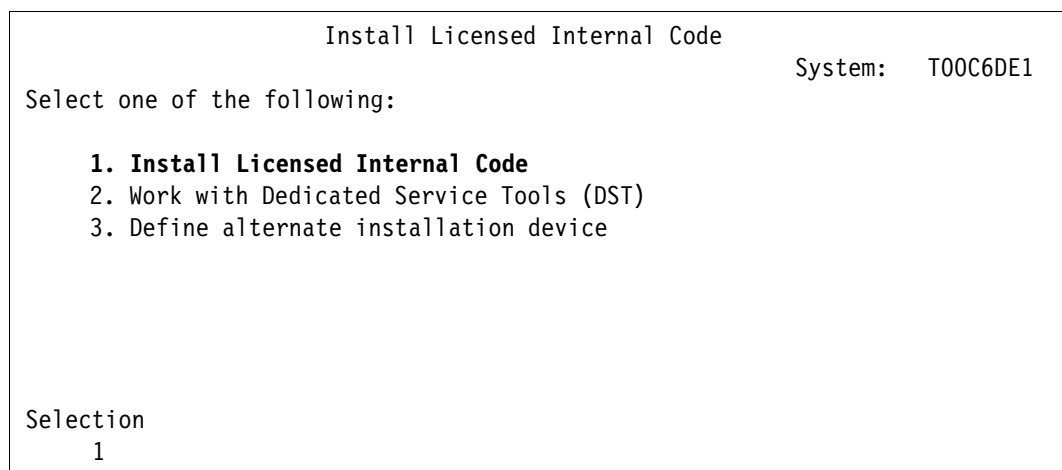 Install Licensed Internal Code
System: T00C6DE1
Select one of the following:
1. Install Licensed Internal Code
2. Work with Dedicated Service Tools (DST)
3. Define alternate installation device
Selection
1